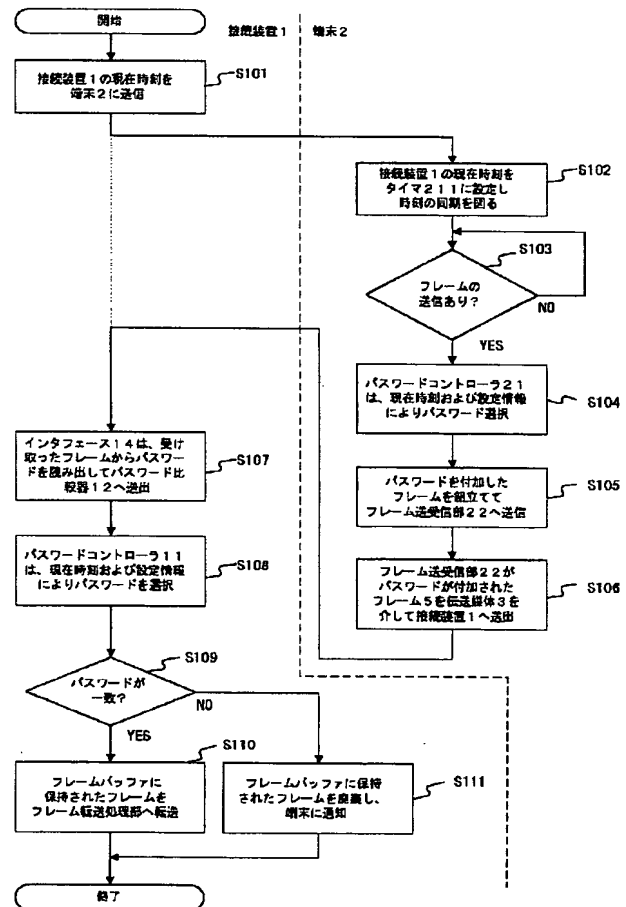 開始
接続装置1
端末2
接続装置1の現在時刻を
端末2に送信
S101
接続装置1の現在時刻を
タイマ211に設定し
時刻の同期を図る
S102
S103
フレームの
送信あり?
NO
YES
パスワードコントローラ21
は、現在時刻および設定情報
によりパスワード選択
S104
パスワードを付加した
フレームを組立てて
フレーム送受信部22へ送信
S105
フレーム送受信部22が
パスワードが付加された
フレーム5を伝送媒体3を
介して接続装置1へ送出
S106
インタフェース14は、受け
取ったフレームからパスワー
ドを読み出してパスワード比
較器12へ送出
S107
パスワードコントローラ11
は、現在時刻および設定情報
によりパスワードを選択
S108
S109
パスワードが
一致?
NO
YES
S110
フレームバッファに
保持されたフレームを
フレーム転送処理部へ転送
フレームバッファに保持
されたフレームを廃棄し、
端末に通知
S111
終了